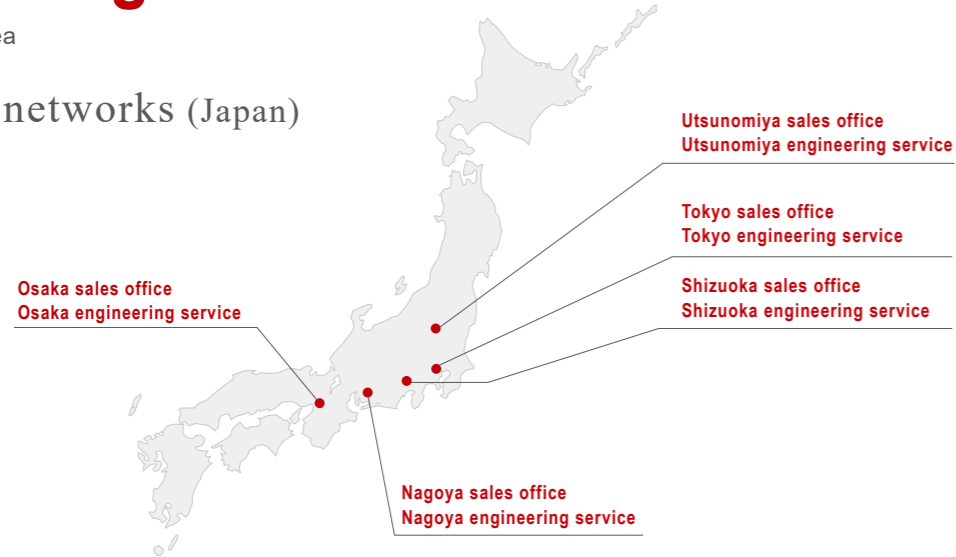 networks (Japan)
Utsunomiya sales office
Utsunomiya engineering service
Tokyo sales office
Tokyo engineering service
Shizuoka sales office
Shizuoka engineering service
Osaka sales office
Osaka engineering service
Nagoya sales office
Nagoya engineering service